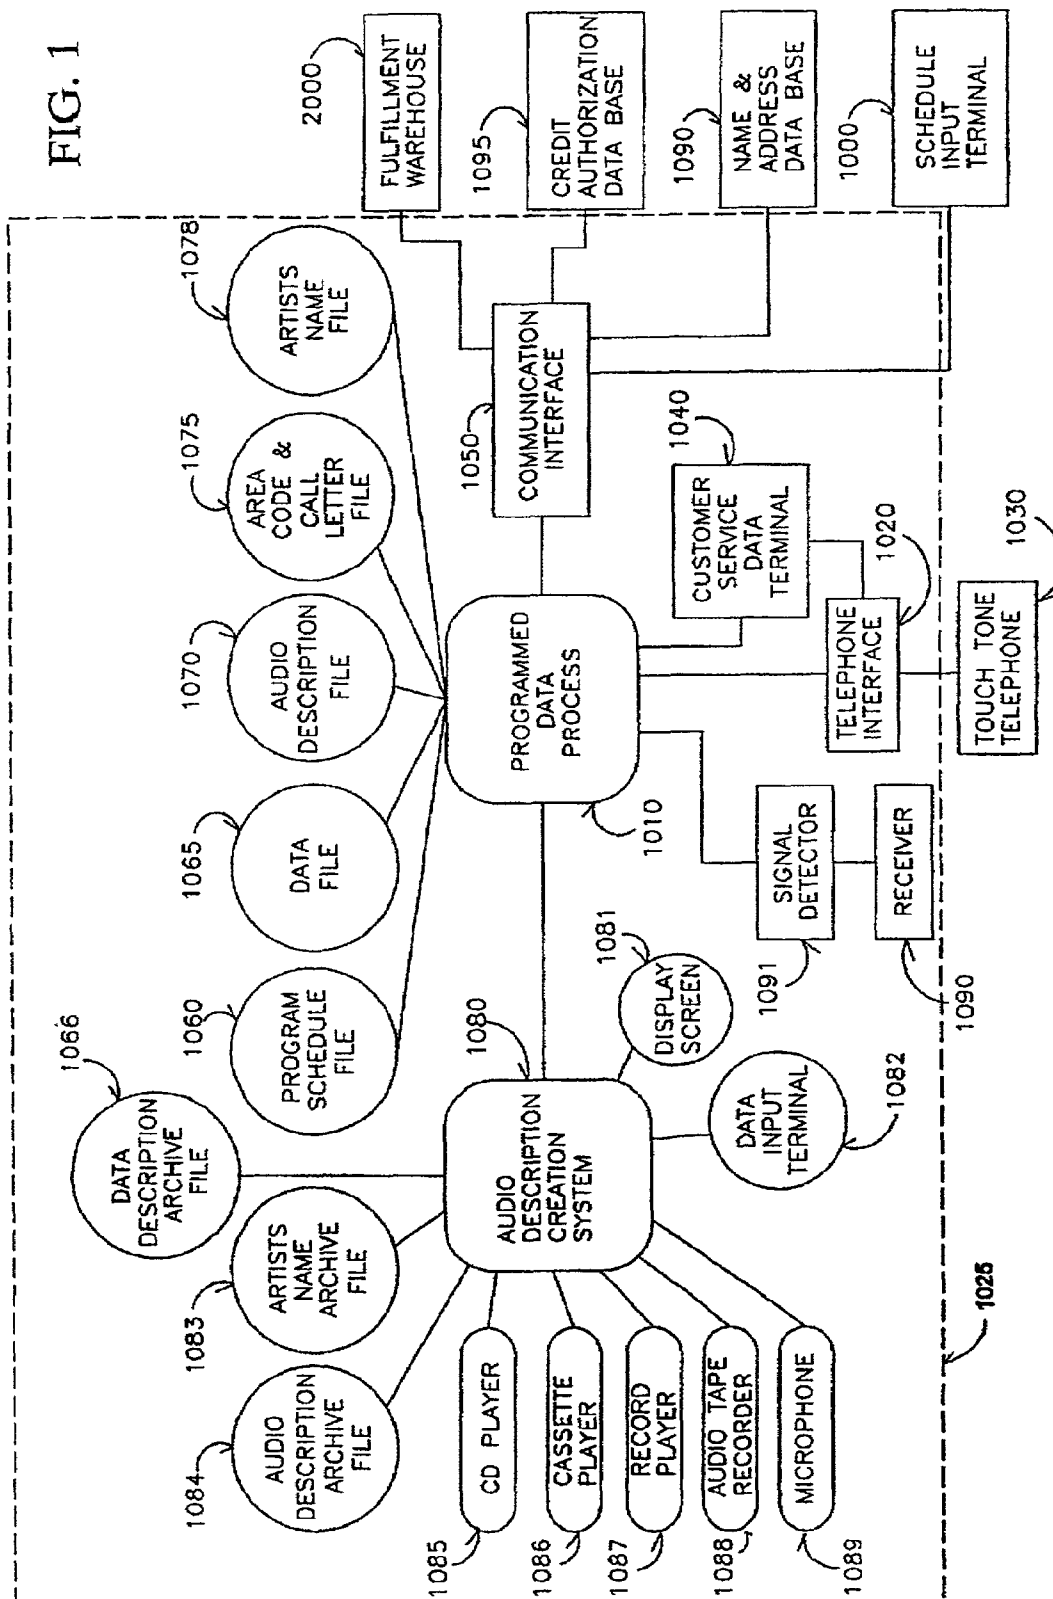 FIG. 1
1066
DATA
DESCRIPTION
ARCHIVE
FILE
1084
AUDIO
DESCRIPTION
ARCHIVE
FILE
1083
ARTISTS
NAME
ARCHIVE
FILE
1060
PROGRAM
SCHEDULE
FILE
1065
DATA
FILE
1070
AUDIO
DESCRIPTION
FILE
1075
AREA
CODE &
CALL
LETTER
FILE
1078
ARTISTS
NAME
FILE
2000
FULFILLMENT
WAREHOUSE
1095
CREDIT
AUTHORIZATION
DATA BASE
1090
NAME &
ADDRESS
DATA BASE
1000
SCHEDULE
INPUT
TERMINAL
1080
AUDIO
DESCRIPTION
CREATION
SYSTEM
1010
PROGRAMMED
DATA
PROCESS
1050
COMMUNICATION
INTERFACE
1085
CD PLAYER
1086
CASSETTE
PLAYER
1087
RECORD
PLAYER
1088
AUDIO TAPE
RECORDER
1089
MICROPHONE
1081
DISPLAY
SCREEN
1082
DATA
INPUT
TERMINAL
1091
SIGNAL
DETECTOR
1090
RECEIVER
1040
CUSTOMER
SERVICE
DATA
TERMINAL
1020
TELEPHONE
INTERFACE
1025
1030
TOUCH TONE
TELEPHONE